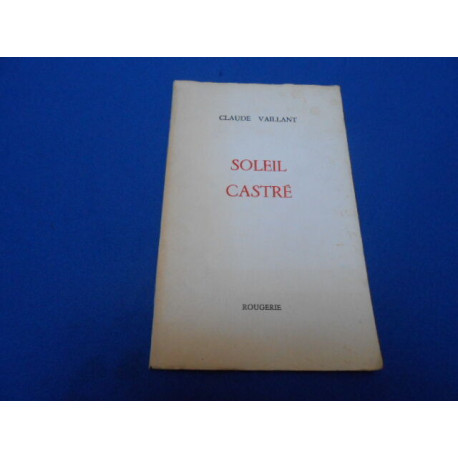 CLAUDE VAILLANT
SOLEIL
CASTRÉ
ROUGERIE